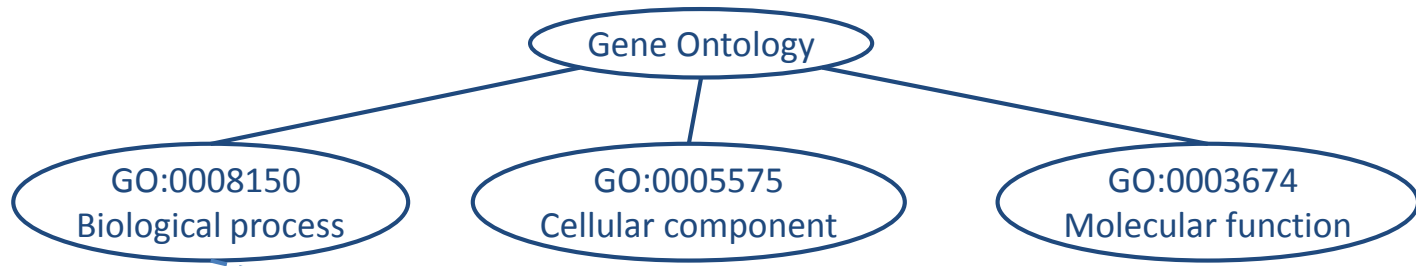 Gene Ontology
GO:0008150
Biological process
GO:0005575
Cellular component
GO:0003674
Molecular function